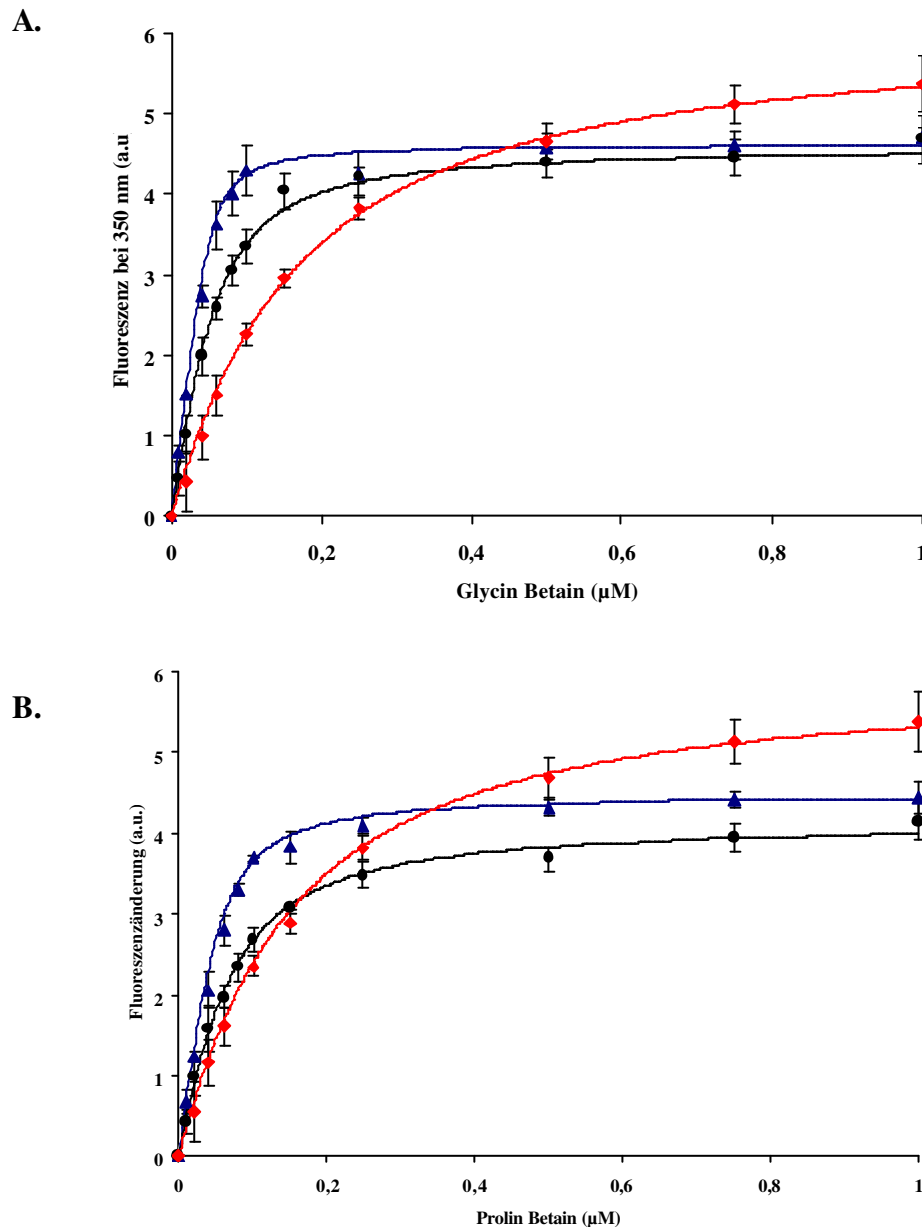 A.
6
5
4
3
2
1
0
Fluoreszenz bei 350 nm (a.u
0 0,2 0,4 0,6 0,8 1
Glycin Betain (µM)
B.
6
5
4
3
2
1
0
Fluoreszenzänderung (a.u.)
0 0,2 0,4 0,6 0,8 1
Prolin Betain (µM)